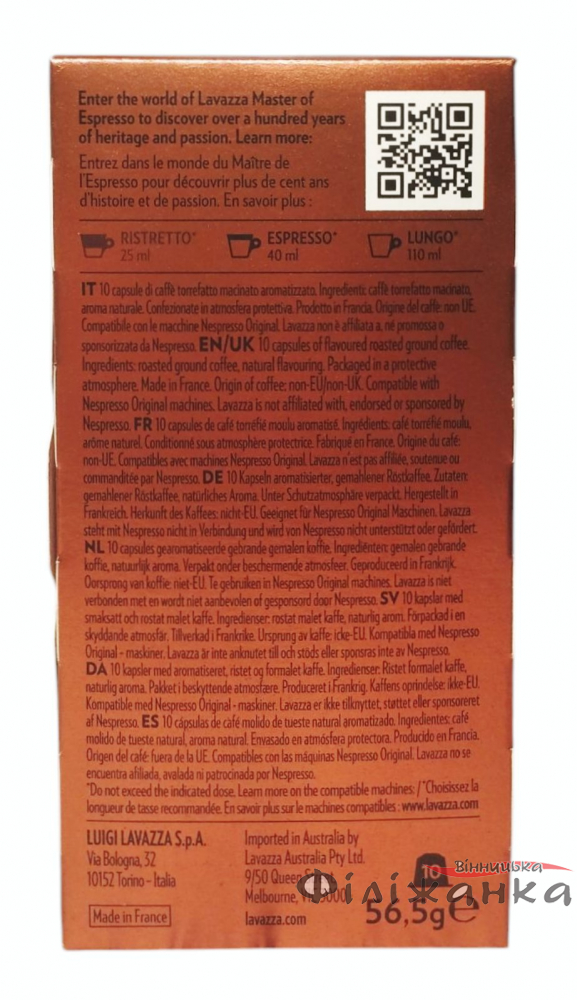 Enter the world of Lavazza Master of
Espresso to discover over a hundred years
of heritage and passion. Learn more:
Entrez dans le monde du Maître de
l'Espresso pour découvrir plus de cent ans
d'histoire et de passion. En savoir plus :
RISTRETTO*
25 ml
ESPRESSO*
40 ml
LUNGO*
110 ml
IT 10 capsule di caffè torrefatto macinato aromatizzato. Ingredienti: caffè torrefatto macinato,
aroma naturale. Confezionate in atmosfera protettiva. Prodotto in Francia. Origine del caffè: non UE.
Compatibile con le macchine Nespresso Original. Lavazza non è affiliata a, né promossa o
sponsorizzata da Nespresso. EN/UK 10 capsules of flavoured roasted ground coffee.
Ingredients: roasted ground coffee, natural flavouring. Packaged in a protective
atmosphere. Made in France. Origin of coffee: non-EU/non-UK. Compatible with
Nespresso Original machines. Lavazza is not affiliated with, endorsed or sponsored by
Nespresso. FR 10 capsules de café torréfié moulu aromatisé. Ingrédients: café torréfié moulu,
arôme naturel. Conditionné sous atmosphère protectrice. Fabriqué en France. Origine du café:
non-UE. Compatibles avec machines Nespresso Original. Lavazza n'est pas affiliée, soutenue ou
commanditée par Nespresso. DE 10 Kapseln aromatisierter, gemahlener Röstkaffee. Zutaten:
gemahlener Röstkaffee, natürliches Aroma. Unter Schutzatmosphäre verpackt. Hergestellt in
Frankreich. Herkunft des Kaffees: nicht-EU. Geeignet für Nespresso Original Maschinen. Lavazza
steht mit Nespresso nicht in Verbindung und wird von Nespresso nicht unterstützt oder gefördert.
NL 10 capsules gearomatiseerde gebrande gemalen koffie. Ingrediënten: gemalen gebrande
koffie, natuurlijk aroma. Verpakt onder beschermende atmosfeer. Geproduceerd in Frankrijk.
Oorsprong van koffie: niet-EU. Te gebruiken in Nespresso Original machines. Lavazza is niet
verbonden met en wordt niet aanbevolen of gesponsord door Nespresso. SV 10 kapslar med
smaksatt och rostat malet kaffe. Ingredienser: rostat malet kaffe, naturlig arom. Förpackad i en
skyddande atmosfär. Tillverkad i Frankrike. Ursprung av kaffe: icke-EU. Kompatibla med Nespresso
Original - maskiner. Lavazza är inte anknutet till och stöds eller sponsras inte av Nespresso.
DA 10 kapsler med aromatiseret, ristet og formalet kaffe. Ingredienser: Ristet formalet kaffe,
naturlig aroma. Pakket i beskyttende atmosfære. Produceret i Frankrig. Kaffens oprindelse: ikke-EU.
Kompatible med Nespresso Original - maskiner. Lavazza er ikke tilknyttet, støttet eller sponsoreret
af Nespresso. ES 10 cápsulas de café molido de tueste natural aromatizado. Ingredientes: café
molido de tueste natural, aroma natural. Envasado en atmósfera protectora. Producido en Francia.
Origen del café: fuera de la UE. Compatibles con las máquinas Nespresso Original. Lavazza no se
encuentra afiliada, avalada ni patrocinada por Nespresso.
*Do not exceed the indicated dose. Learn more on the compatible machines: / *Choisissez la
longueur de tasse recommandée. En savoir plus sur le machines compatibles : www.lavazza.com
LUIGI LAVAZZA S.p.A.
Via Bologna, 32
10152 Torino - Italia
Made in France
Imported in Australia by
Lavazza Australia Pty Ltd.
9/50 Queen Street
Melbourne, 3000
lavazza.com
10
56,5g e
Вінницька
Філіжанка